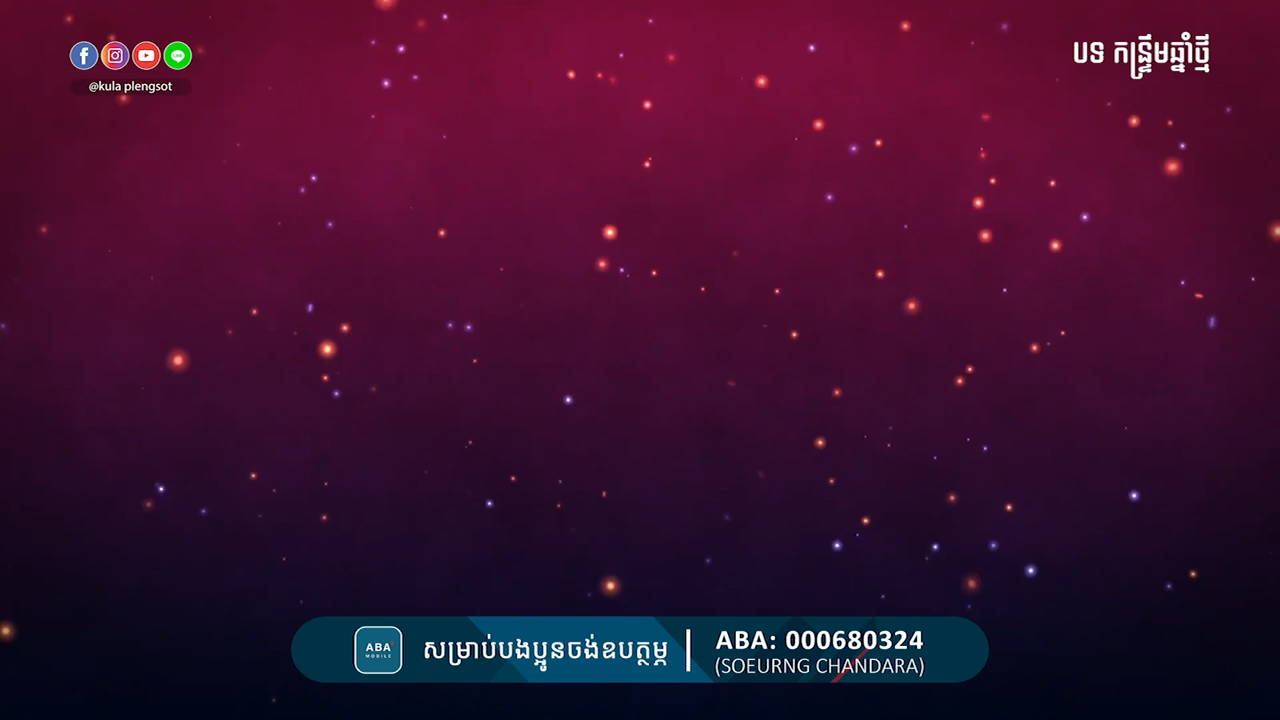 @kula plengsot
បទ កន្ទ្រឹមឆ្នាំថ្មី
ABA
MOBILE
សម្រាប់បងប្អូនចង់ឧបត្ថម្ភ
ABA: 000680324
(SOEURNG CHANDARA)